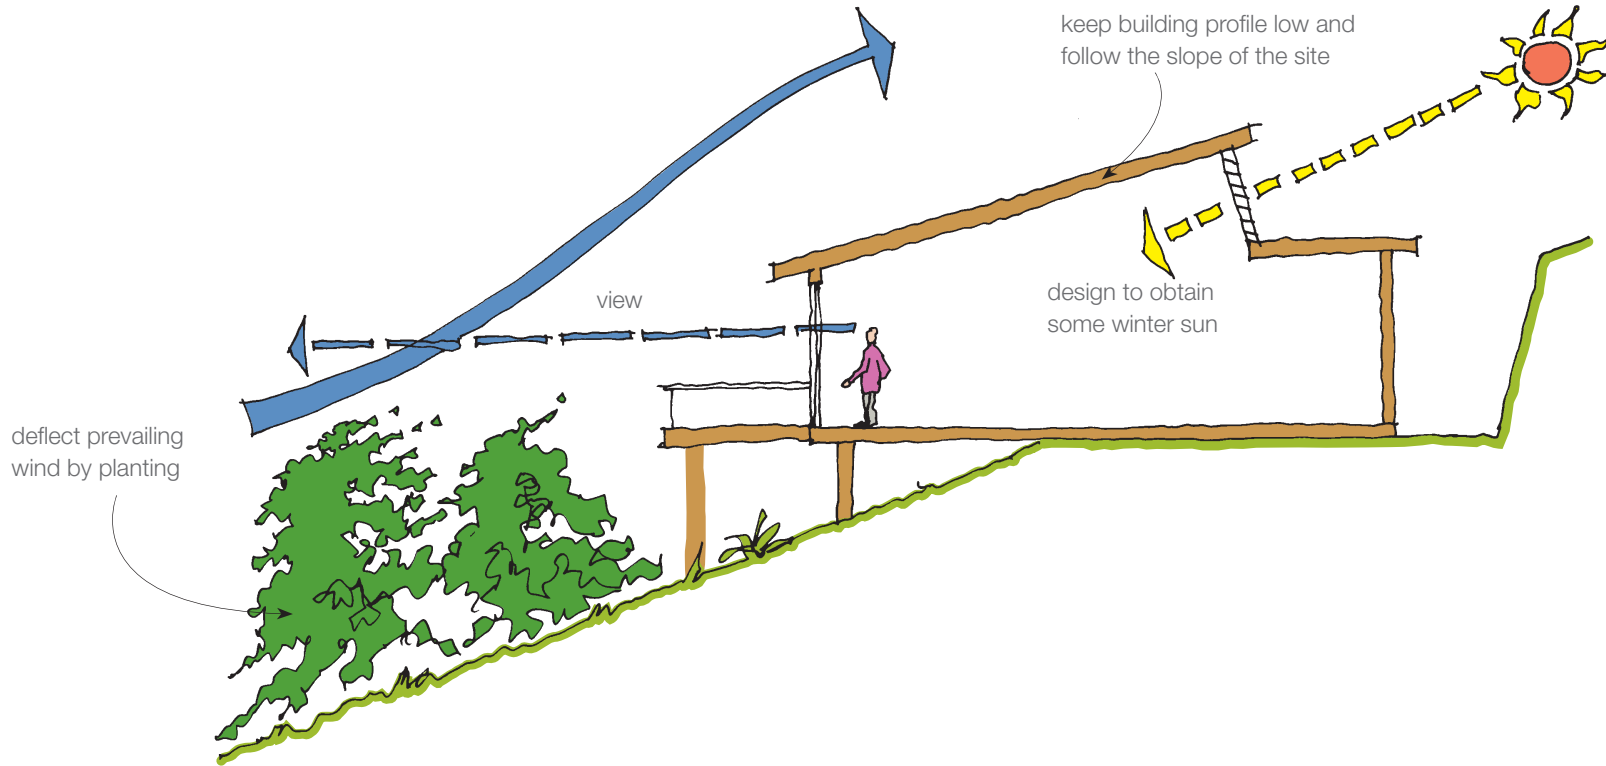 keep building profile low and
follow the slope of the site
view
design to obtain
some winter sun
deflect prevailing
wind by planting